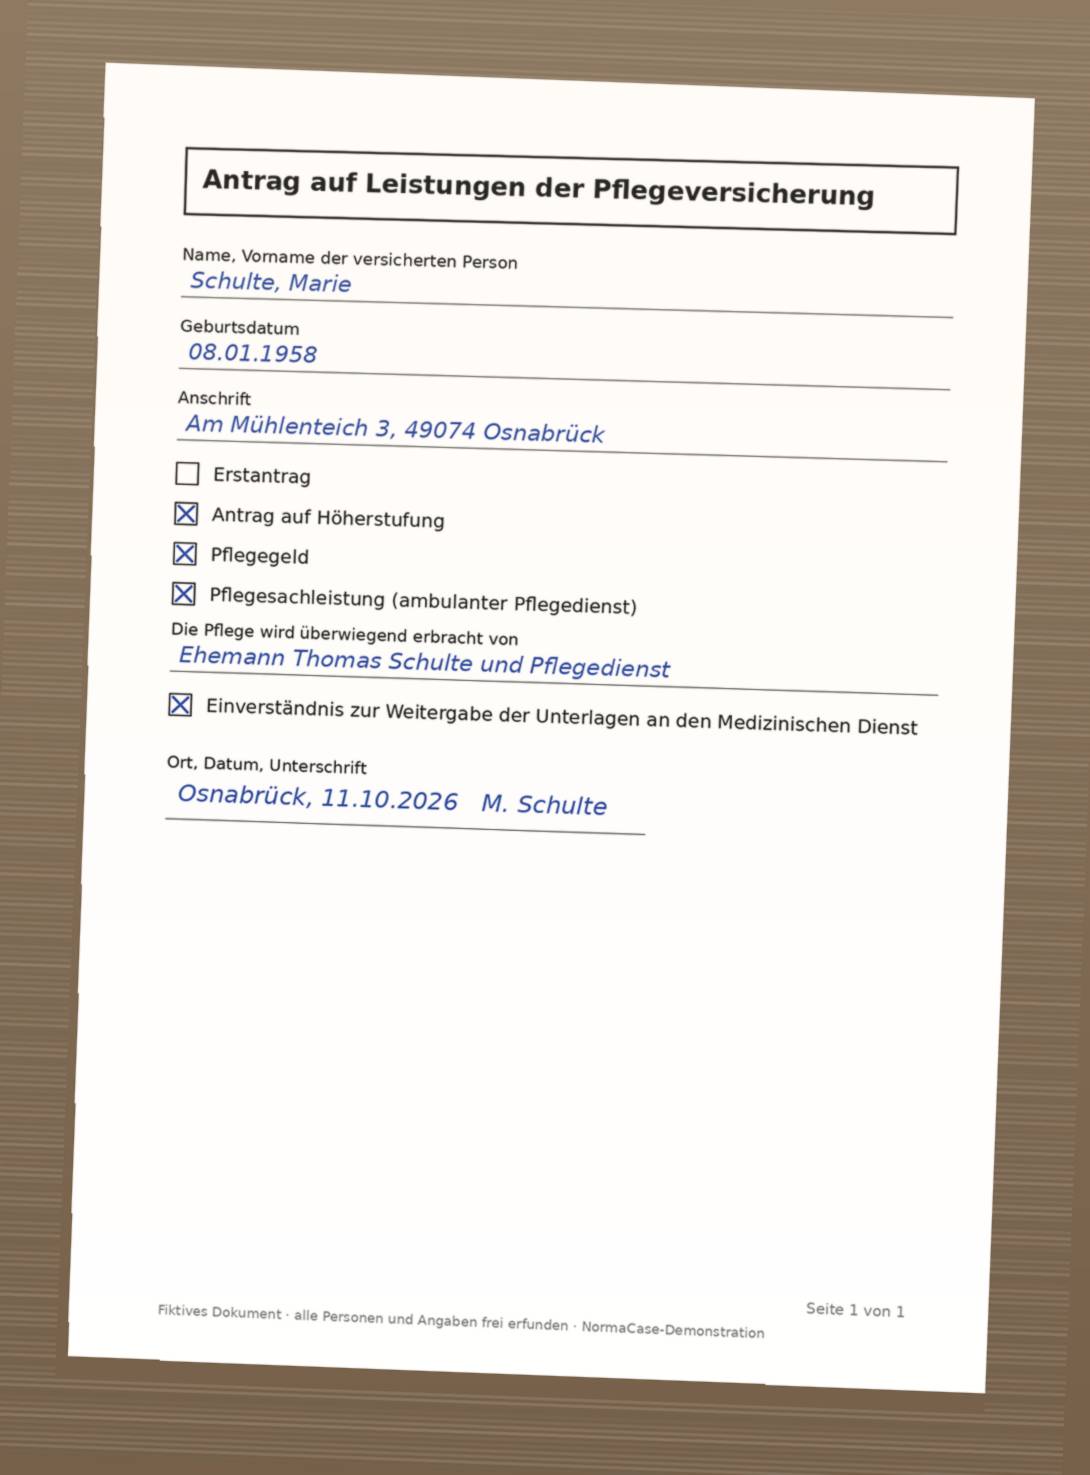 Antrag auf Leistungen der Pflegeversicherung
Name, Vorname der versicherten Person
Schulte, Marie
Geburtsdatum
08.01.1958
Anschrift
Am Mühlenteich 3, 49074 Osnabrück
Erstantrag
Antrag auf Höherstufung
Pflegegeld
Pflegesachleistung (ambulanter Pflegedienst)
Die Pflege wird überwiegend erbracht von
Ehemann Thomas Schulte und Pflegedienst
Einverständnis zur Weitergabe der Unterlagen an den Medizinischen Dienst
Ort, Datum, Unterschrift
Osnabrück, 11.10.2026 M. Schulte
Fiktives Dokument · alle Personen und Angaben frei erfunden · NormaCase-Demonstration
Seite 1 von 1